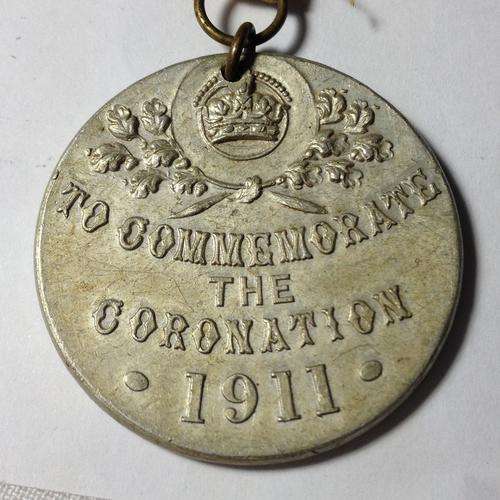 TO COMMEMORATE
THE
CORONATION
1911